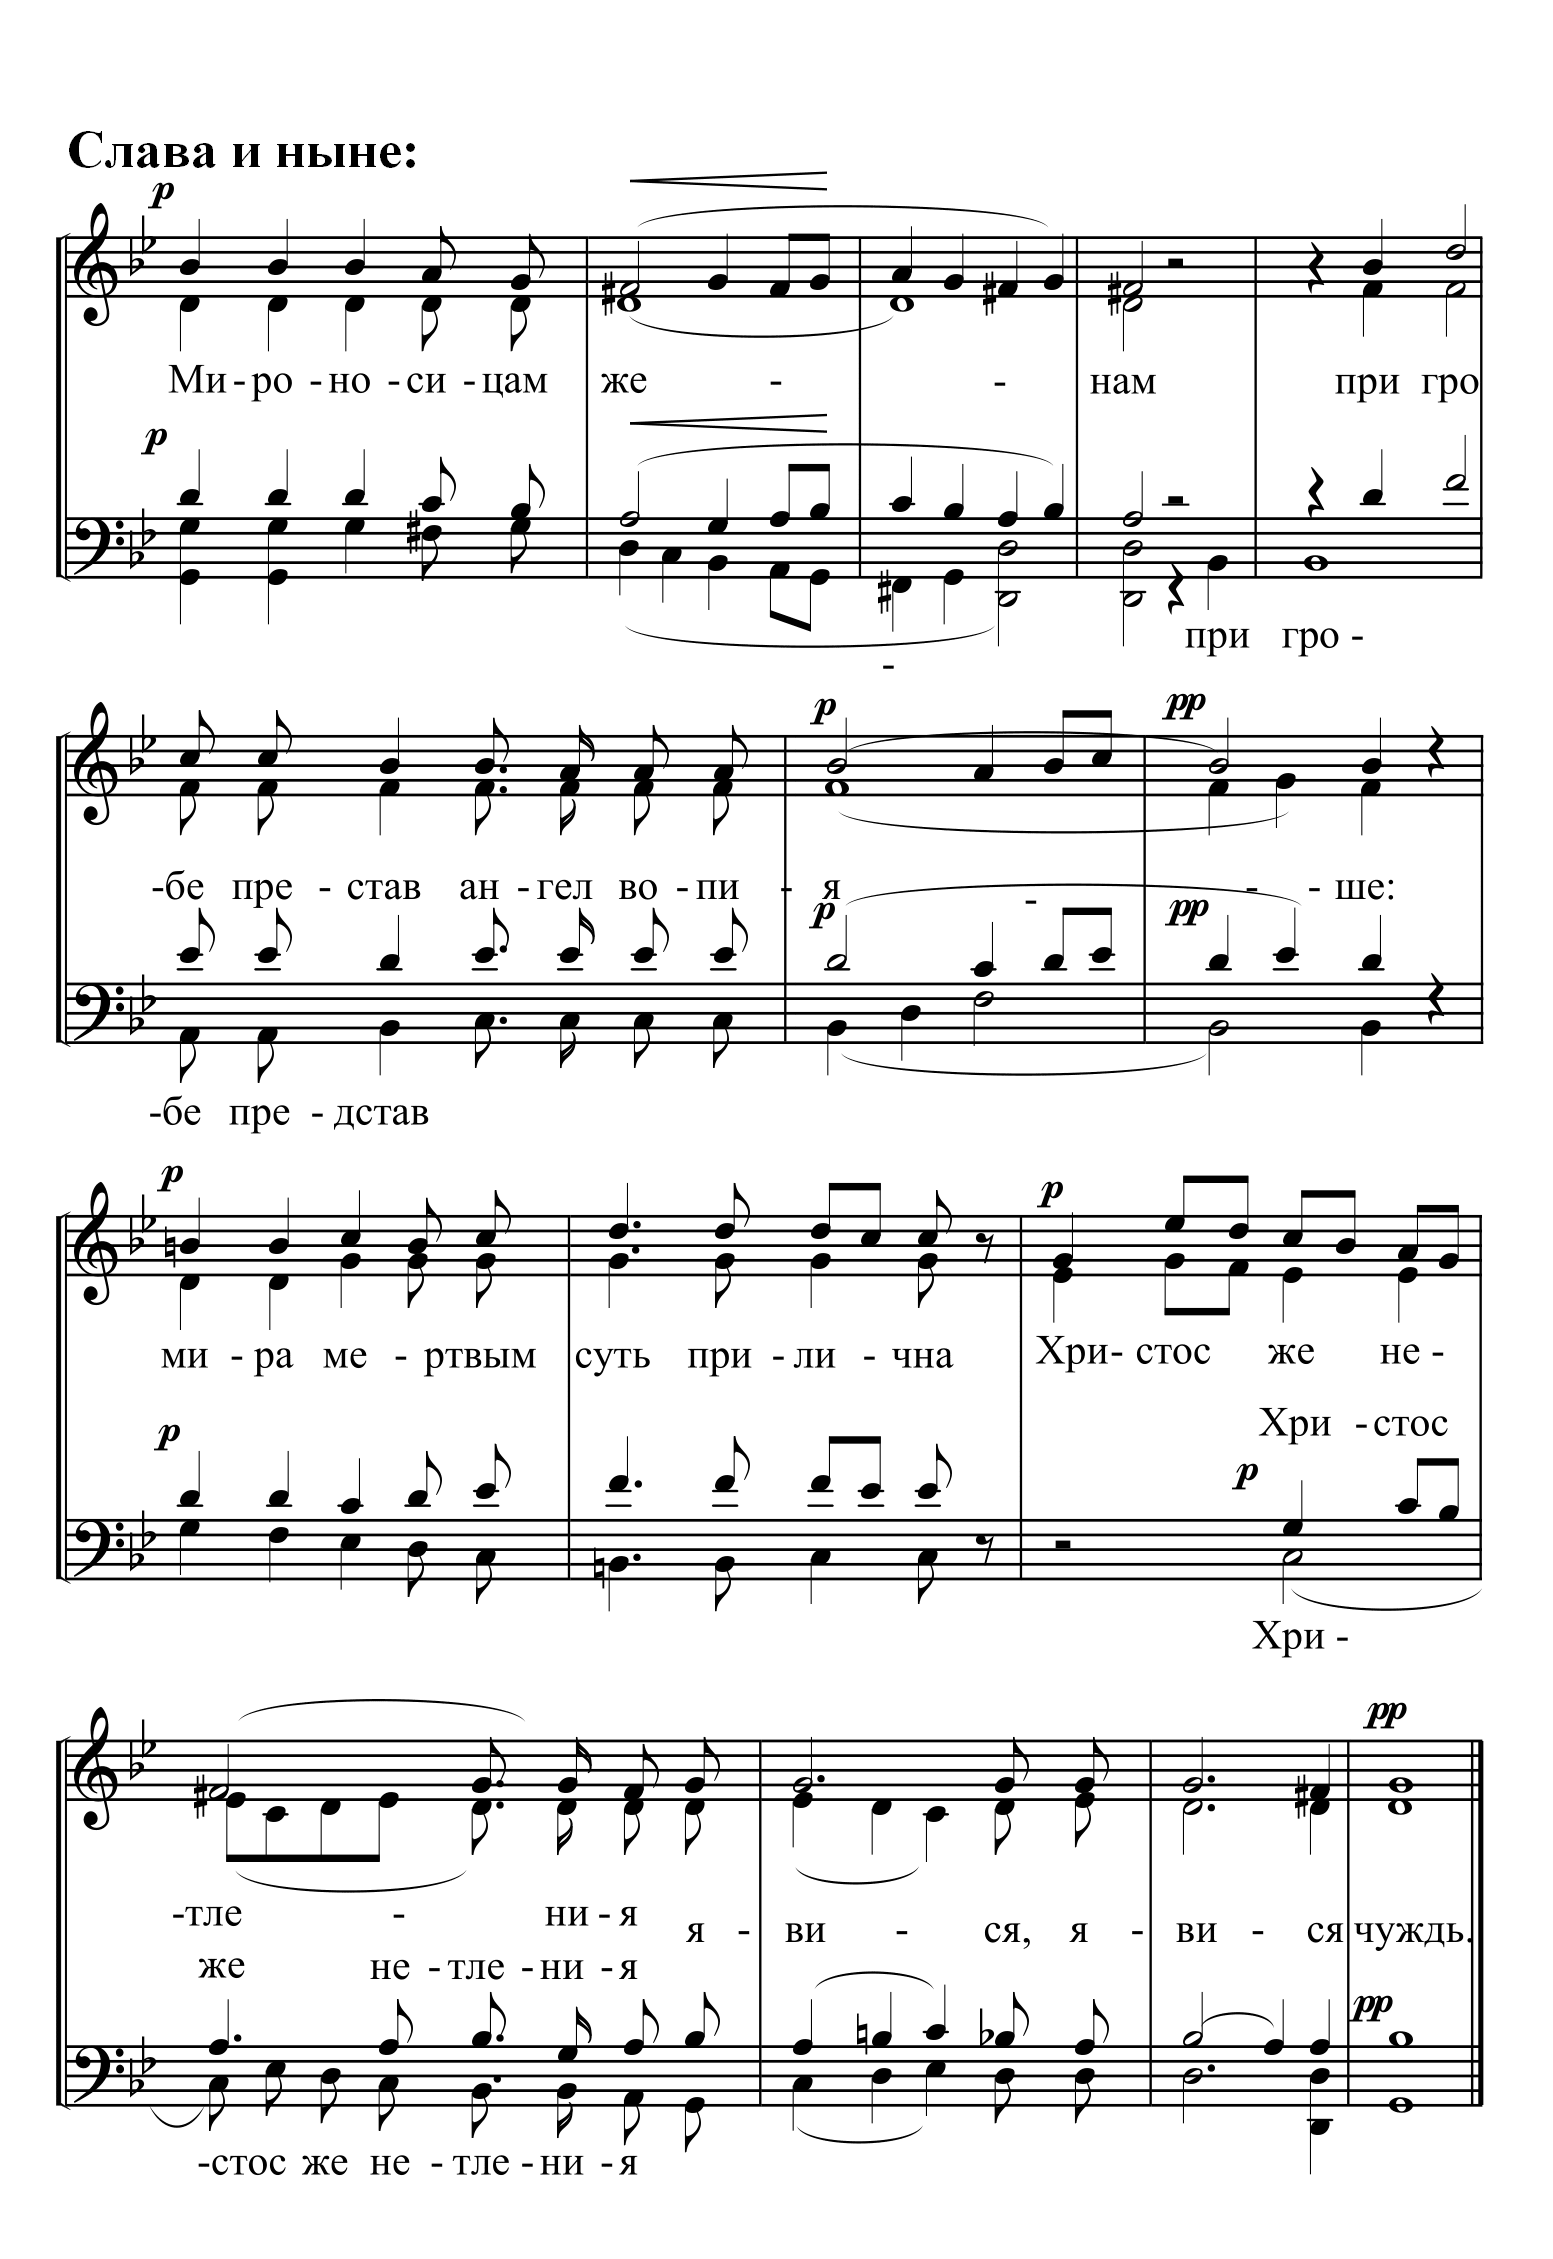 Слава и ныне:
p
Ми - ро - но - си - цам же - - нам при гро
p
при гро -
-
p pp
-бе пре - став ан - гел во - пи - я - - - ше:
p pp
-бе пре - дстав
p p
ми - ра ме - ртвым суть при - ли - чна Хри- стос же не -
Хри - стос
p p
Хри -
pp
-тле - ни - я я - ви - ся, я - ви - ся чуждь.
же не - тле - ни - я
pp
-стос же не - тле - ни - я